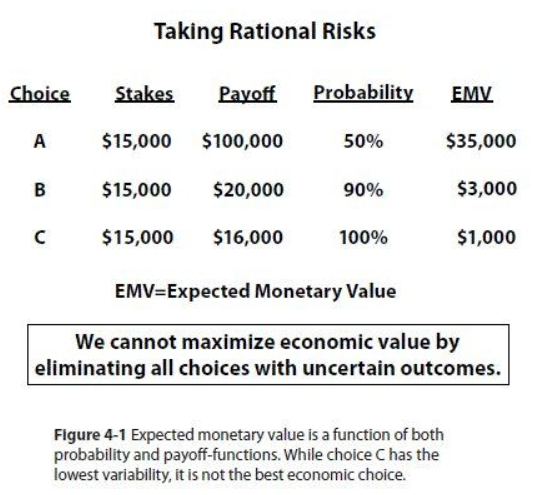 Taking Rational Risks
Choice Stakes Payoff Probability EMV
A $15,000 $100,000 50% $35,000
B $15,000 $20,000 90% $3,000
C $15,000 $16,000 100% $1,000
EMV=Expected Monetary Value
We cannot maximize economic value by
eliminating all choices with uncertain outcomes.
Figure 4-1 Expected monetary value is a function of both
probability and payoff-functions. While choice C has the
lowest variability, it is not the best economic choice.